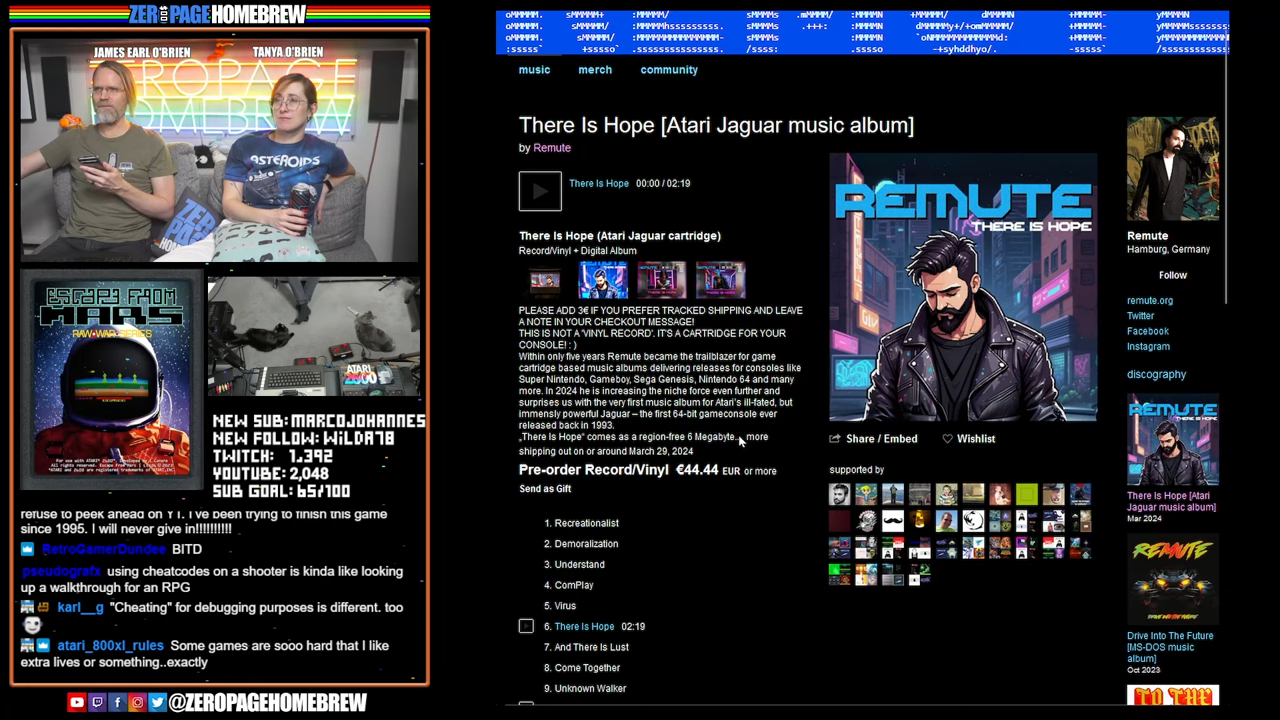 ZEROPAGEHOMEBREW
JAMES EARL O'BRIEN
TANYA O'BRIEN
ZEROPAGE
HOMEBREW
ASTEROIDS
ESCAPE FROM
MARS
RAW WAR SERIES
NEW SUB: MARCOJOHANNES
NEW FOLLOW: WILDA78
TWITCH: 1,392
YOUTUBE: 2,048
SUB GOAL: 65/100
refuse to peek ahead on YT. I've been trying to finish this game
since 1995. I will never give in!!!!!!!!!!
RetroGamerDundee BITD
pseudografx using cheatcodes on a shooter is kinda like looking
up a walkthrough for an RPG
karl__g "Cheating" for debugging purposes is different. too
atari_800xl_rules Some games are sooo hard that I like
extra lives or something..exactly
@ZEROPAGEHOMEBREW
music merch community
There Is Hope [Atari Jaguar music album]
by Remute
There Is Hope 00:00 / 02:19
There Is Hope (Atari Jaguar cartridge)
Record/Vinyl + Digital Album
PLEASE ADD 3€ IF YOU PREFER TRACKED SHIPPING AND LEAVE
A NOTE IN YOUR CHECKOUT MESSAGE!
THIS IS NOT A 'VINYL RECORD'. IT'S A CARTRIDGE FOR YOUR
CONSOLE! : )
Within only five years Remute became the trailblazer for game
cartridge based music albums delivering releases for consoles like
Super Nintendo, Gameboy, Sega Genesis, Nintendo 64 and many
more. In 2024 he is increasing the niche force even further and
surprises us with the very first music album for Atari's ill-fated, but
immensly powerful Jaguar – the first 64-bit gameconsole ever
released back in 1993.
„There Is Hope“ comes as a region-free 6 Megabyte... more
shipping out on or around March 29, 2024
Pre-order Record/Vinyl €44.44 EUR or more
Send as Gift
1. Recreationalist
2. Demoralization
3. Understand
4. ComPlay
5. Virus
6. There Is Hope 02:19
7. And There Is Lust
8. Come Together
9. Unknown Walker
REMUTE
THERE IS HOPE
Share / Embed Wishlist
supported by
Remute
Hamburg, Germany
Follow
remute.org
Twitter
Facebook
Instagram
discography
REMUTE
There Is Hope [Atari
Jaguar music album]
Mar 2024
REMUTE
Drive Into The Future
[MS-DOS music
album]
Oct 2023
TO THE